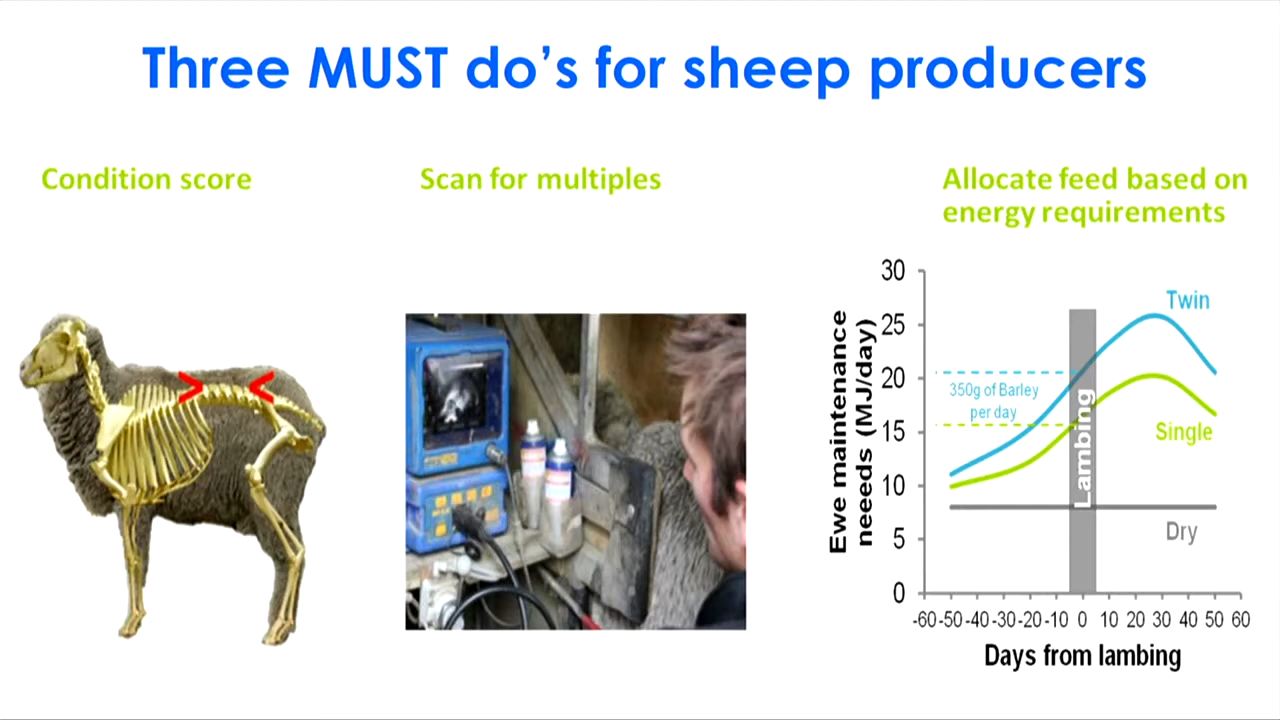 Three MUST do’s for sheep producers
Condition score
Scan for multiples
Allocate feed based on
energy requirements
Ewe maintenance
neeeds (MJ/day)
30
25
20
15
10
5
0
Twin
350g of Barley
per day
Single
Lambing
Dry
-60 -50 -40 -30 -20 -10 0 10 20 30 40 50 60
Days from lambing